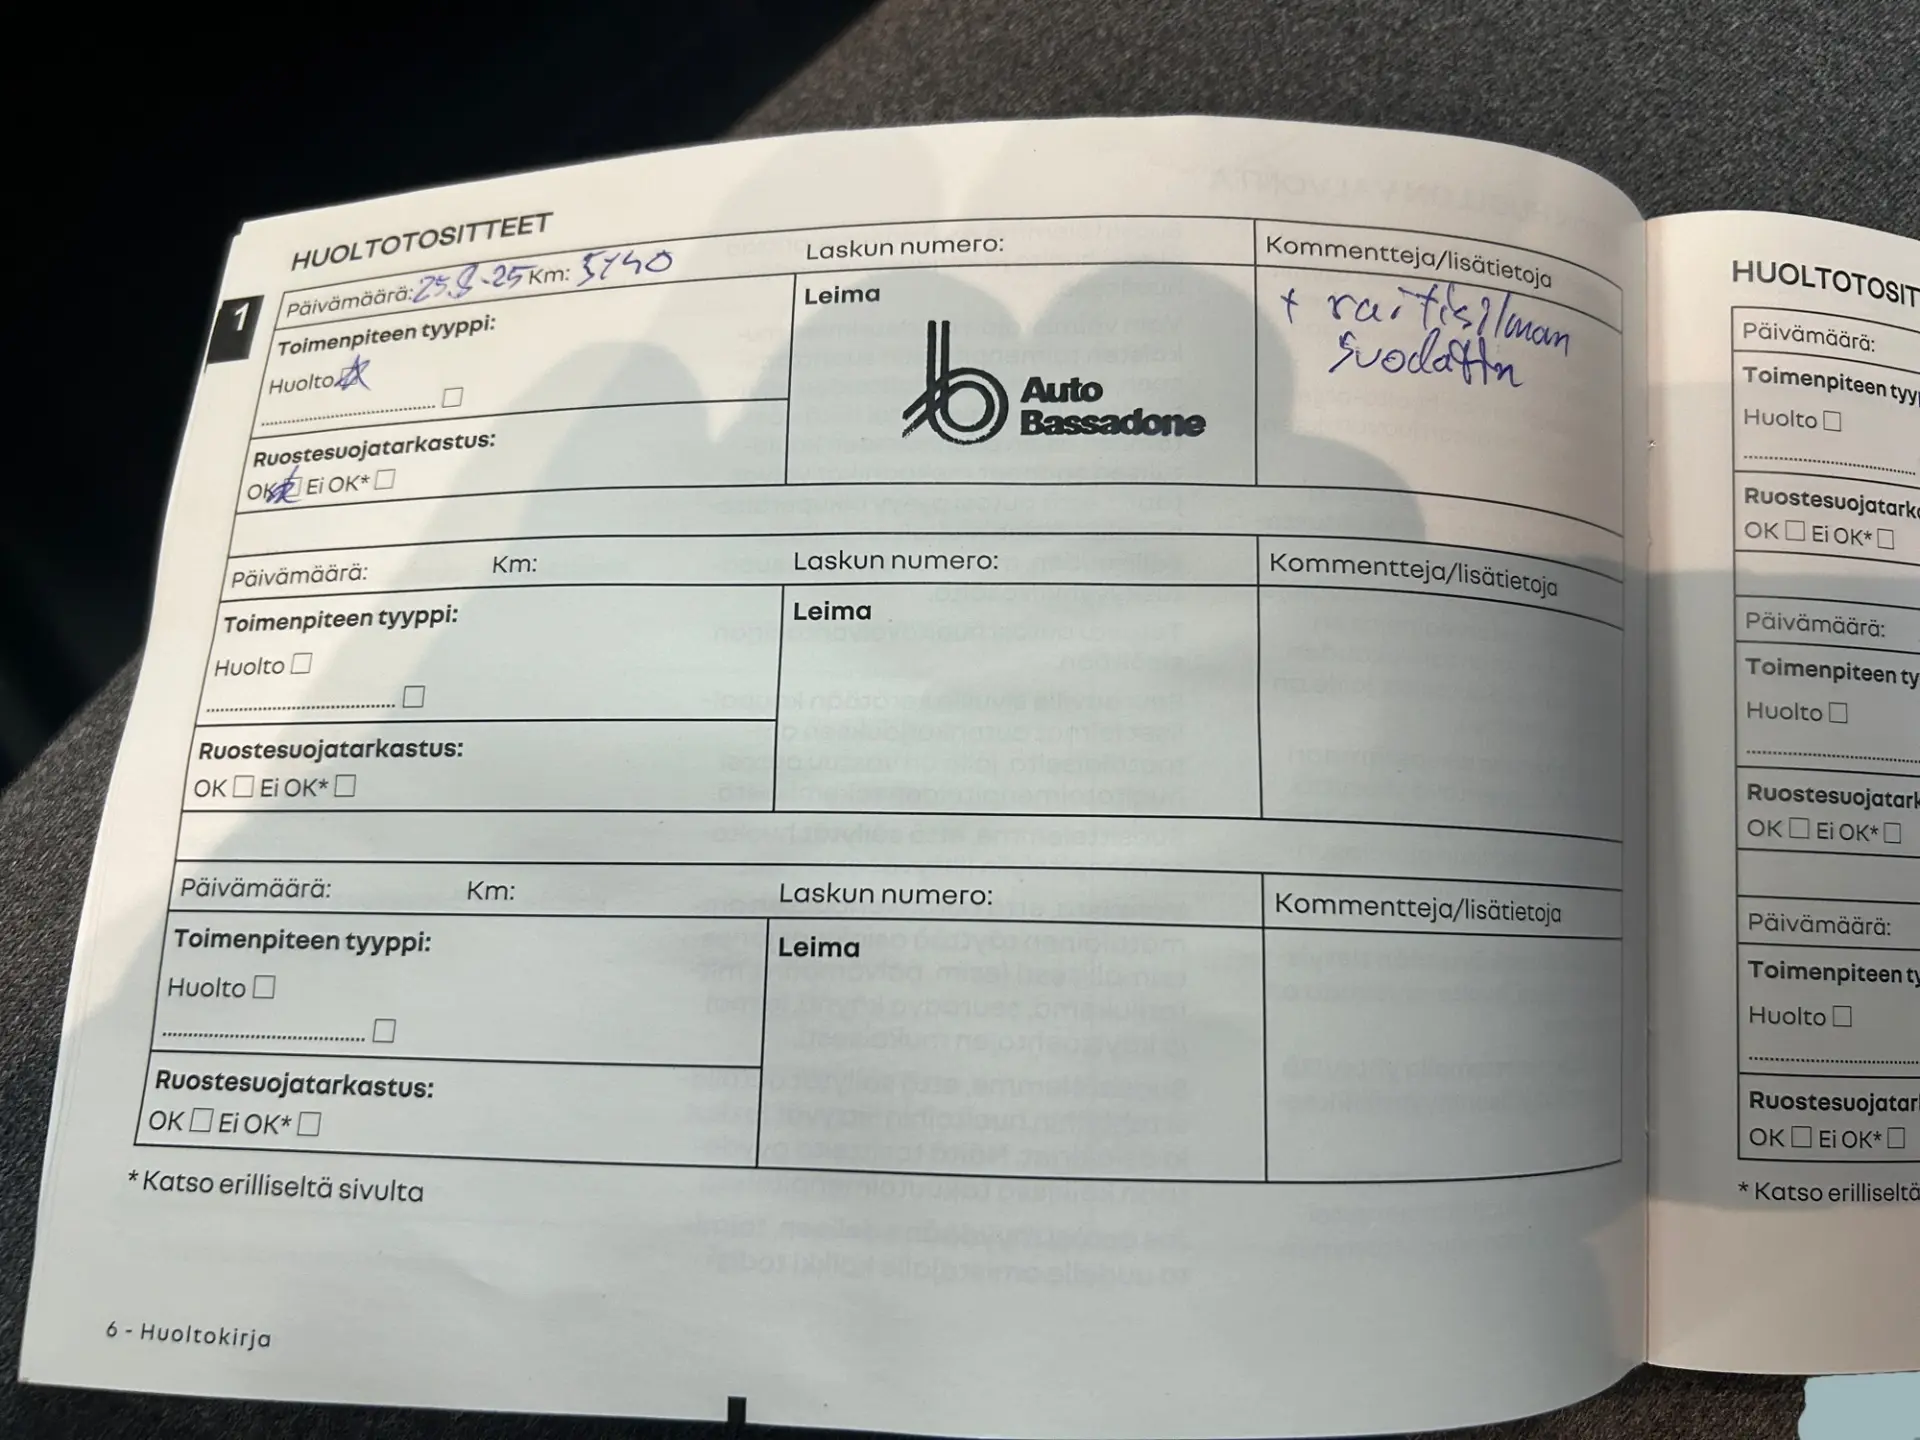 HUOLTOTOSITTEET
1
Päivämäärä: 25.8.25 Km: 5140
Laskun numero:
Kommentteja/lisätietoja
Toimenpiteen tyyppi:
Huolto
Leima
Auto
Bassadone
+ raitisilman
suodatin
Ruostesuojatarkastus:
OK Ei OK*
Päivämäärä: Km: Laskun numero:
Kommentteja/lisätietoja
Toimenpiteen tyyppi:
Leima
Huolto
Ruostesuojatarkastus:
OK Ei OK*
Päivämäärä: Km: Laskun numero:
Kommentteja/lisätietoja
Toimenpiteen tyyppi:
Leima
Huolto
Ruostesuojatarkastus:
OK Ei OK*
* Katso erilliseltä sivulta
6 - Huoltokirja
HUOLTOTOSIT
Päivämäärä:
Toimenpiteen tyy
Huolto
Ruostesuojatark
OK Ei OK*
Päivämäärä:
Toimenpiteen ty
Huolto
Ruostesuojatark
OK Ei OK*
Päivämäärä:
Toimenpiteen ty
Huolto
Ruostesuojatar
OK Ei OK*
* Katso erilliseltä